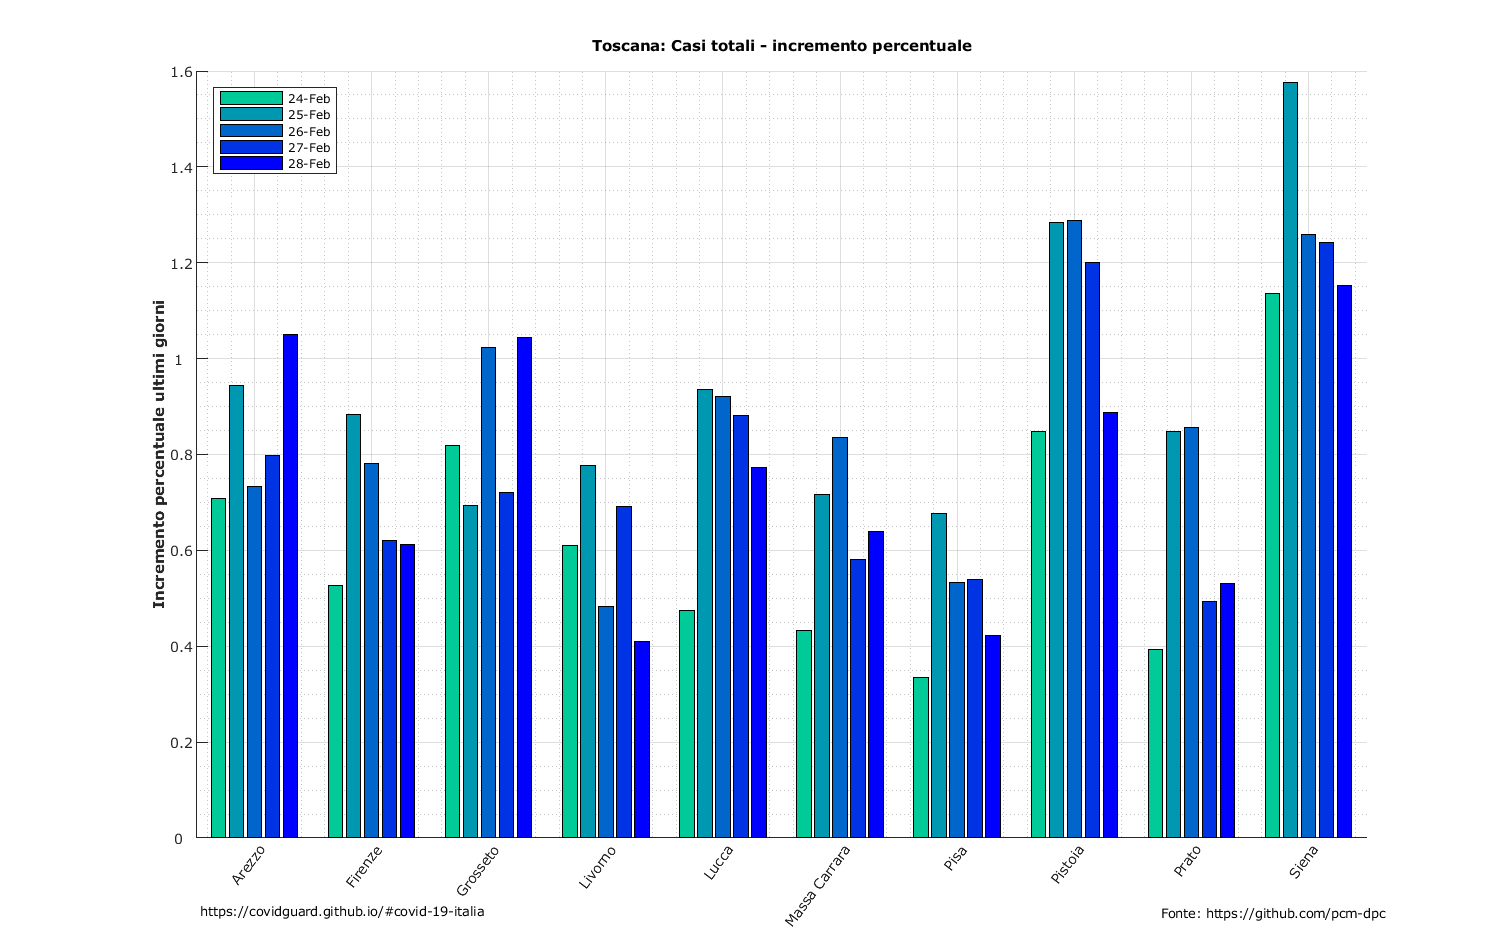 Toscana: Casi totali - incremento percentuale
1.6
1.4
1.2
1
0.8
0.6
0.4
0.2
0
Incremento percentuale ultimi giorni
24-Feb
25-Feb
26-Feb
27-Feb
28-Feb
Arezzo
Firenze
Grosseto
Livorno
Lucca
Massa Carrara
Pisa
Pistoia
Prato
Siena
https://covidguard.github.io/#covid-19-italia
Fonte: https://github.com/pcm-dpc